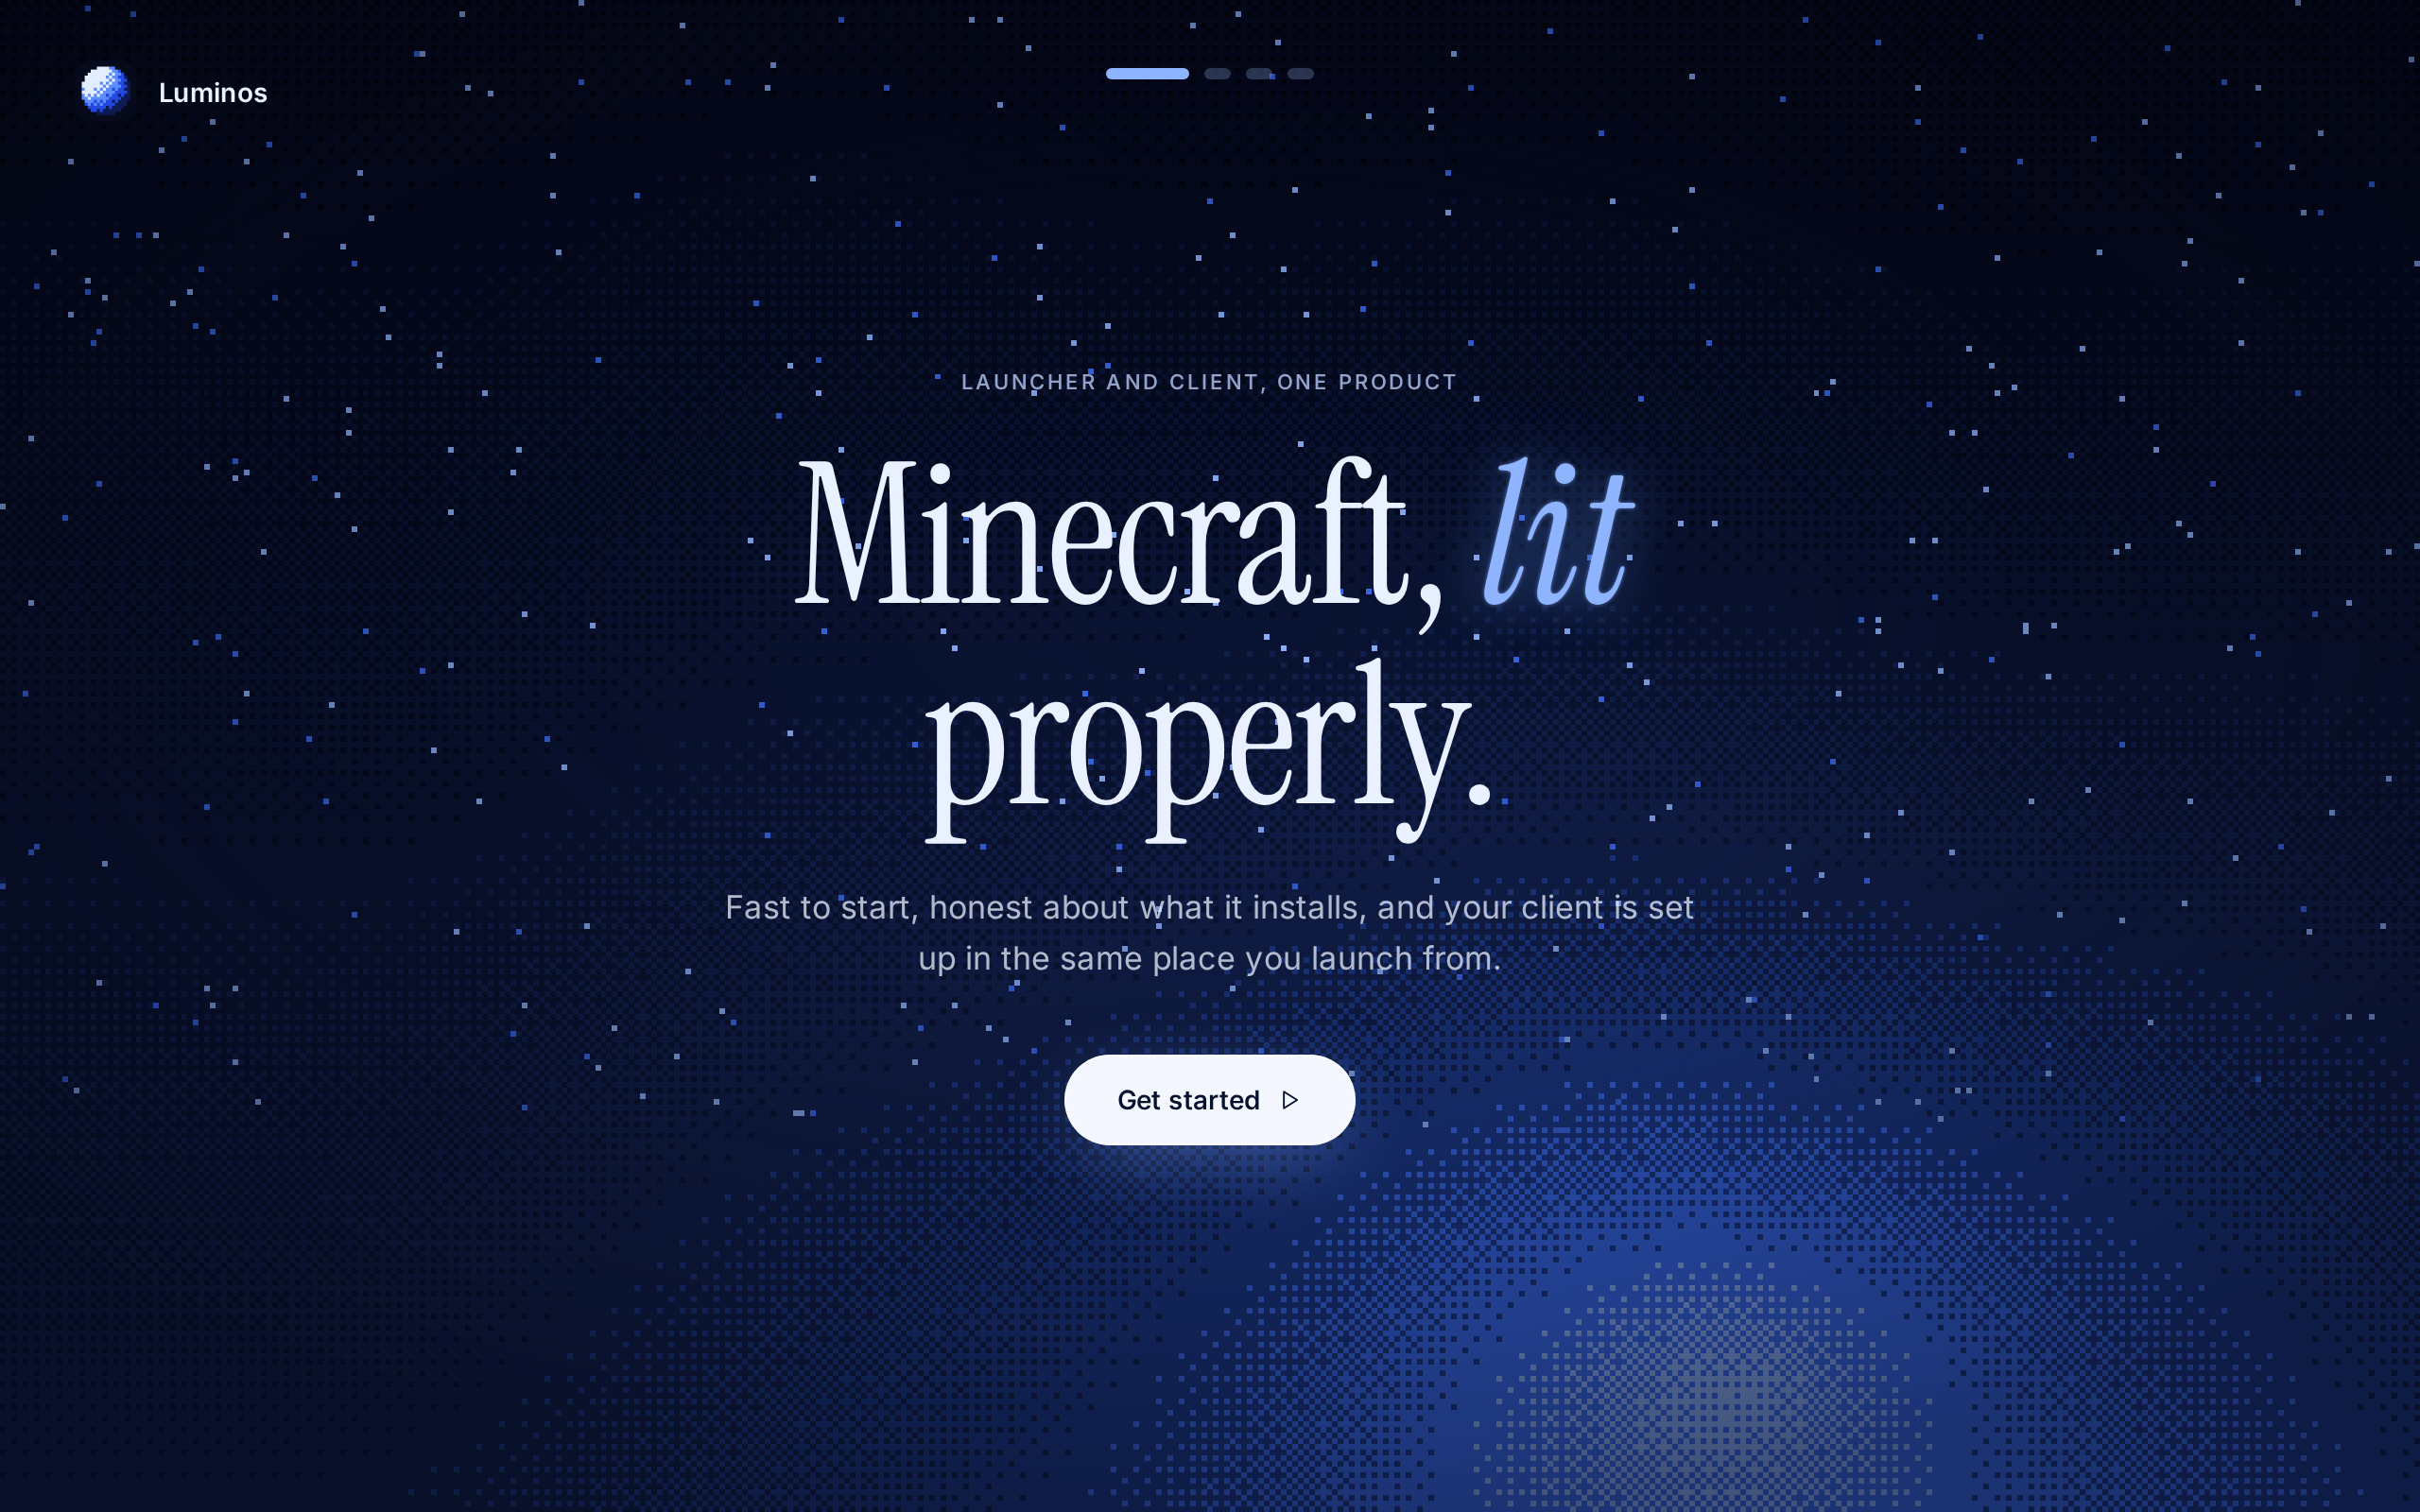 Luminos
LAUNCHER AND CLIENT, ONE PRODUCT
Minecraft, lit
properly.
Fast to start, honest about what it installs, and your client is set
up in the same place you launch from.
Get started